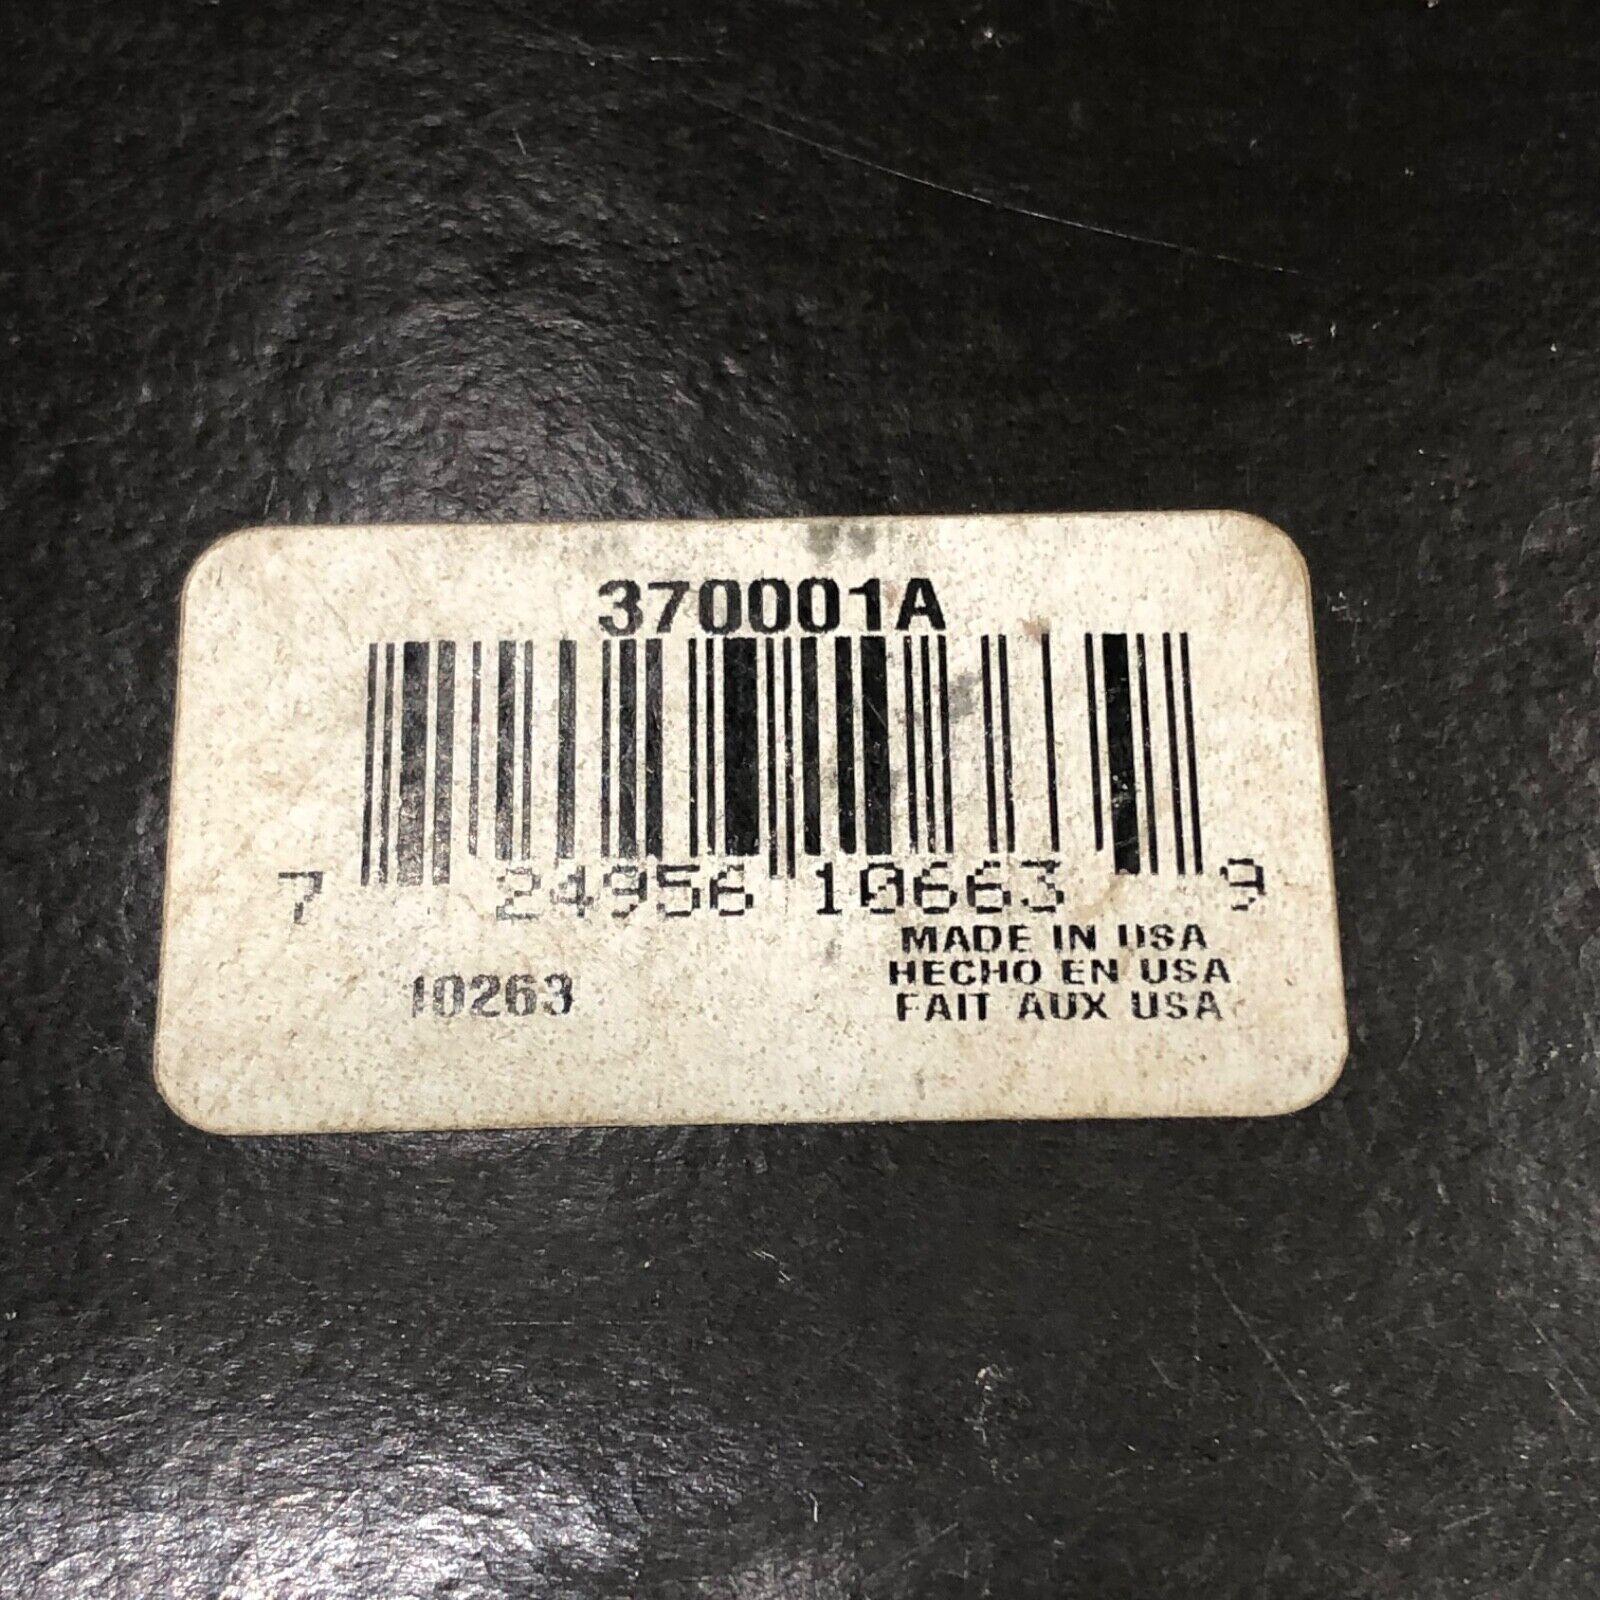 370001A
7 24956 10663 9
MADE IN USA
HECHO EN USA
10263
FAIT AUX USA